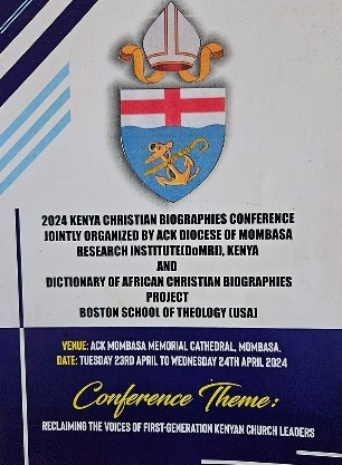 2024 KENYA CHRISTIAN BIOGRAPHIES CONFERENCE
JOINTLY ORGANIZED BY ACK DIOCESE OF MOMBASA
RESEARCH INSTITUTE(DoMRI), KENYA
AND
DICTIONARY OF AFRICAN CHRISTIAN BIOGRAPHIES
PROJECT
BOSTON SCHOOL OF THEOLOGY (USA)
VENUE: ACK MOMBASA MEMORIAL CATHEDRAL, MOMBASA.
DATE: TUESDAY 23RD APRIL TO WEDNESDAY 24TH APRIL 2024
Conference Theme:
RECLAIMING THE VOICES OF FIRST-GENERATION KENYAN CHURCH LEADERS